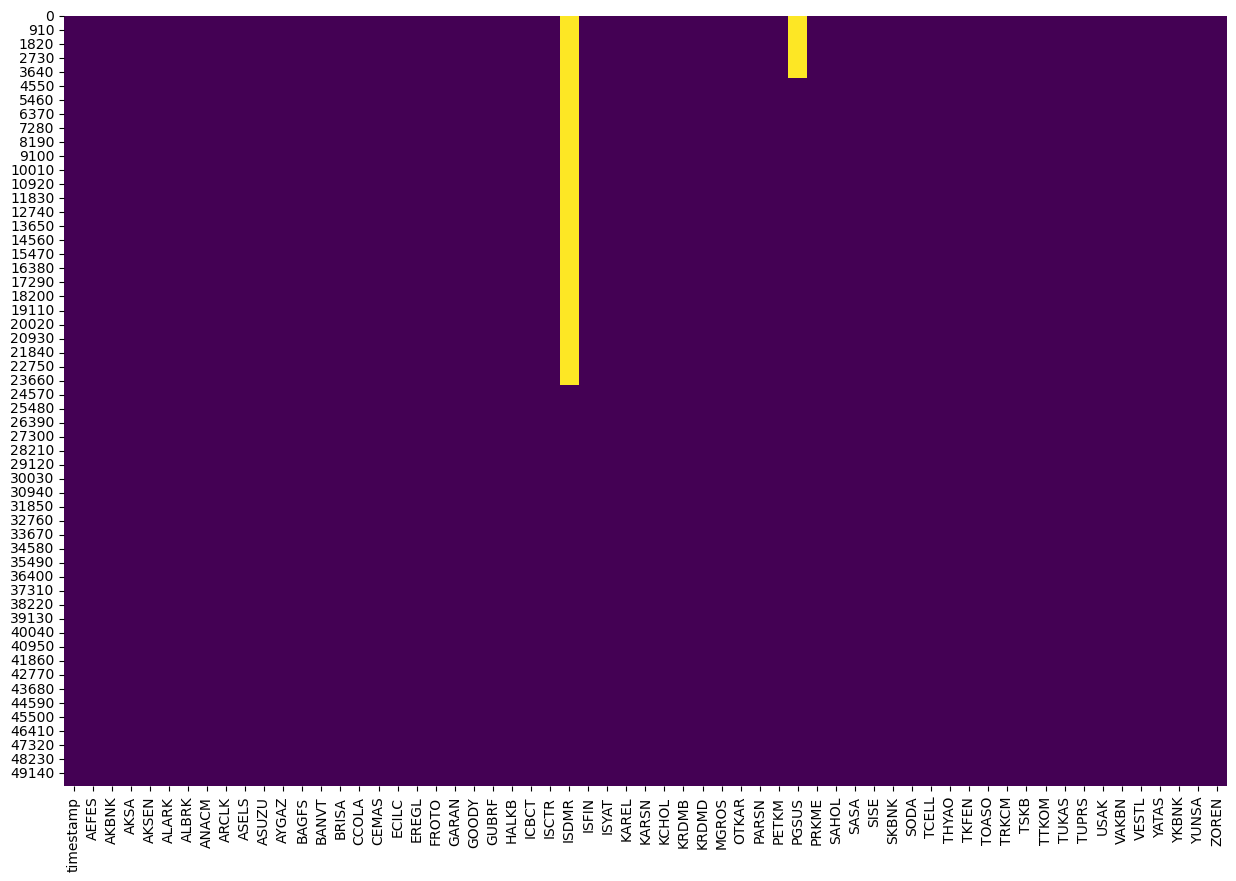 0
910
1820
2730
3640
4550
5460
6370
7280
8190
9100
10010
10920
11830
12740
13650
14560
15470
16380
17290
18200
19110
20020
20930
21840
22750
23660
24570
25480
26390
27300
28210
29120
30030
30940
31850
32760
33670
34580
35490
36400
37310
38220
39130
40040
40950
41860
42770
43680
44590
45500
46410
47320
48230
49140
timestamp
AEFES
AKBNK
AKSA
AKSEN
ALARK
ALBRK
ANACM
ARCLK
ASELS
ASUZU
AYGAZ
BAGFS
BANVT
BRISA
CCOLA
CEMAS
ECILC
EREGL
FROTO
GARAN
GOODY
GUBRF
HALKB
ICBCT
ISCTR
ISDMR
ISFIN
ISYAT
KAREL
KARSN
KCHOL
KRDMB
KRDMD
MGROS
OTKAR
PARSN
PETKM
PGSUS
PRKME
SAHOL
SASA
SISE
SKBNK
SODA
TCELL
THYAO
TKFEN
TOASO
TRKCM
TSKB
TTKOM
TUKAS
TUPRS
USAK
VAKBN
VESTL
YATAS
YKBNK
YUNSA
ZOREN